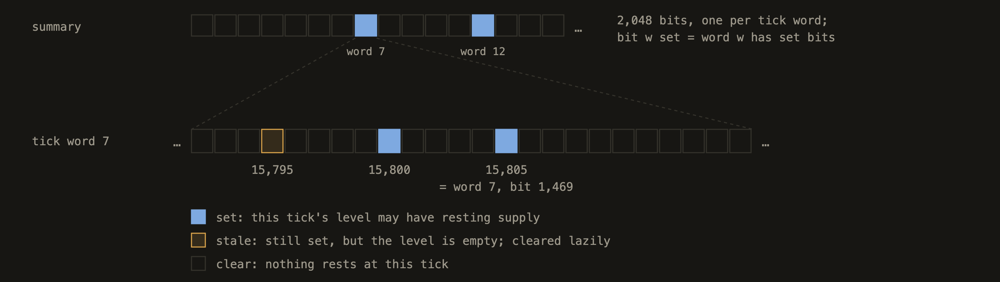 summary
…
2,048 bits, one per tick word;
bit w set = word w has set bits
word 7
word 12
tick word 7
…
…
15,795
15,800
15,805
= word 7, bit 1,469
set: this tick's level may have resting supply
stale: still set, but the level is empty; cleared lazily
clear: nothing rests at this tick